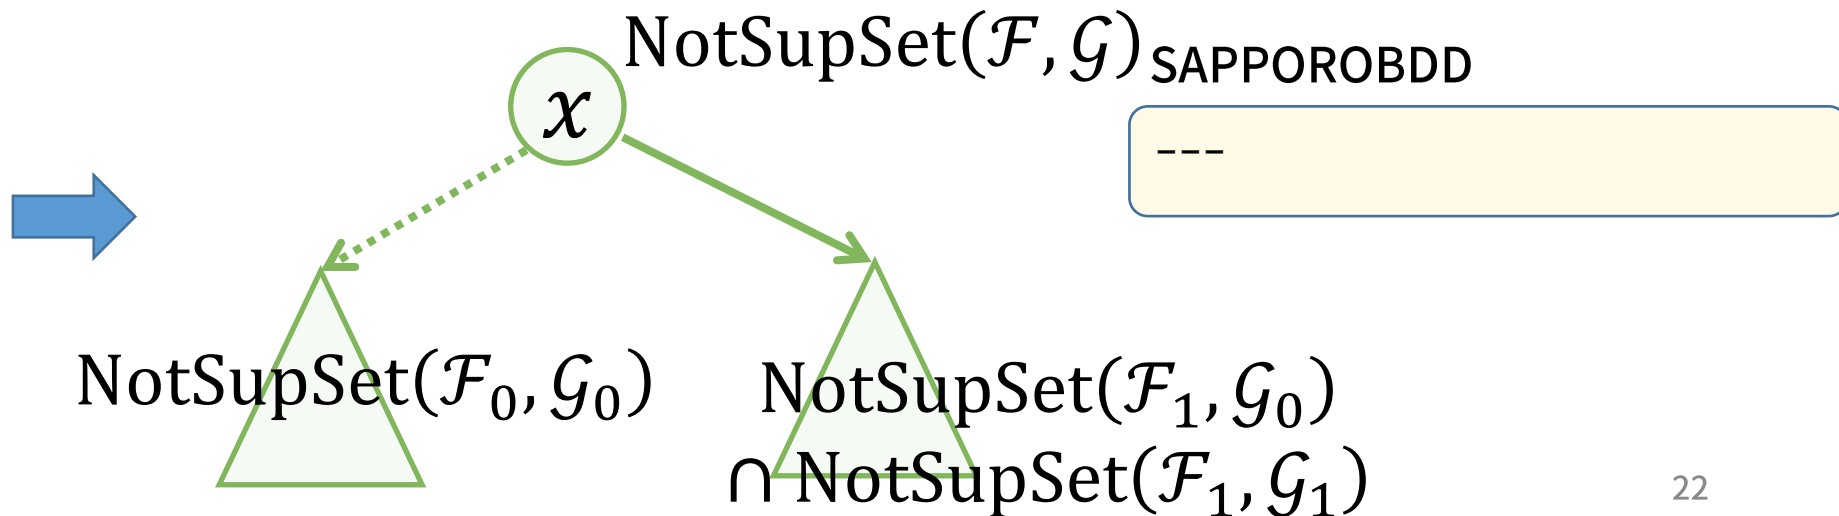 NotSupSet(ℱ, 𝒢)
SAPPOROBDD
x
---
NotSupSet(ℱ₀, 𝒢₀)
NotSupSet(ℱ₁, 𝒢₀)
∩ NotSupSet(ℱ₁, 𝒢₁)
22